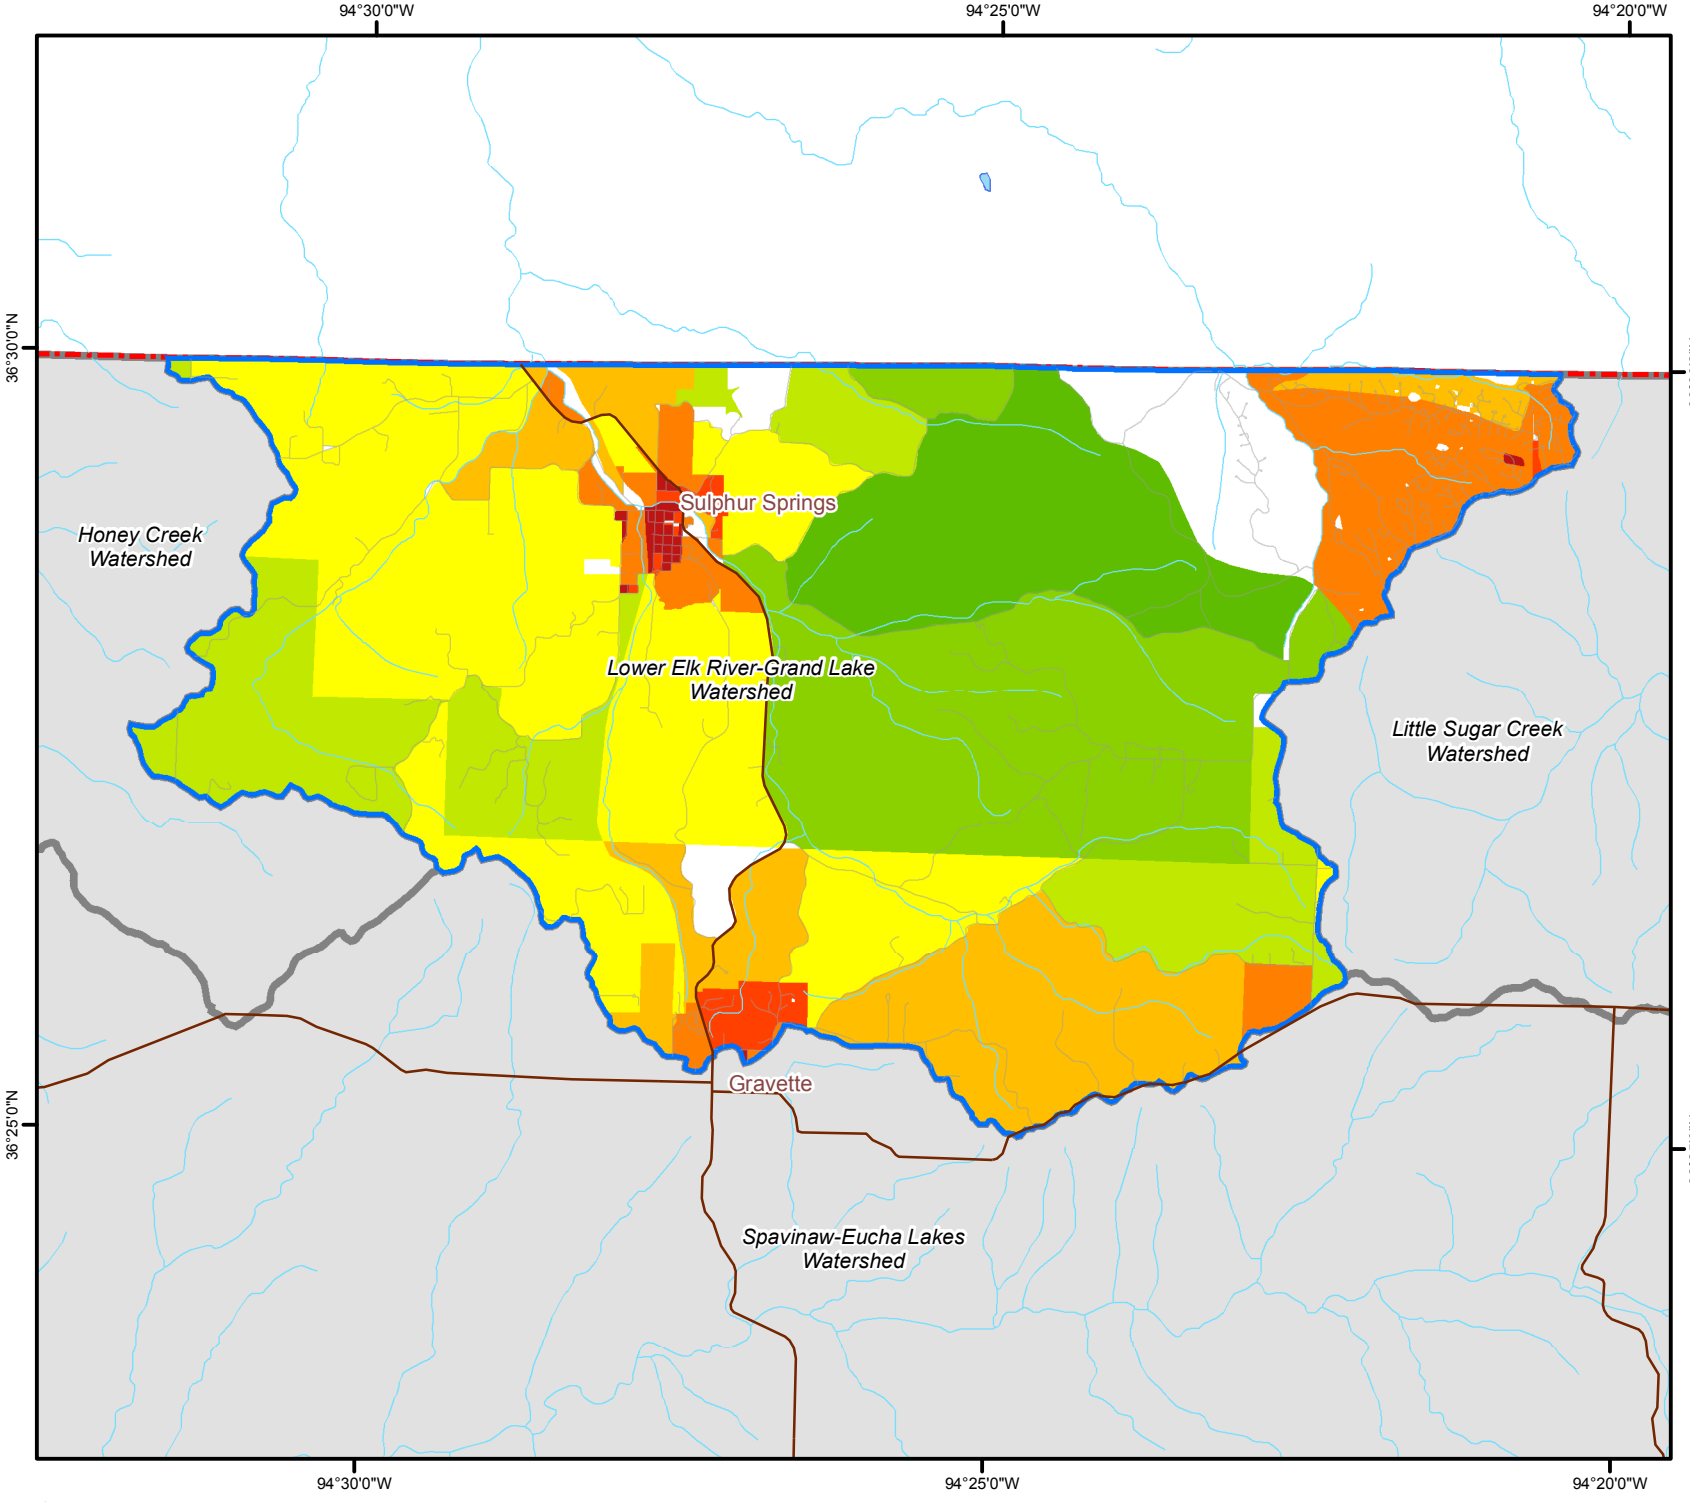 94°30'0"W
94°25'0"W
94°20'0"W
36°30'0"N
Sulphur Springs
Honey Creek
Watershed
Lower Elk River-Grand Lake
Watershed
Little Sugar Creek
Watershed
Gravette
36°25'0"N
Spavinaw-Eucha Lakes
Watershed
94°30'0"W
94°25'0"W
94°20'0"W